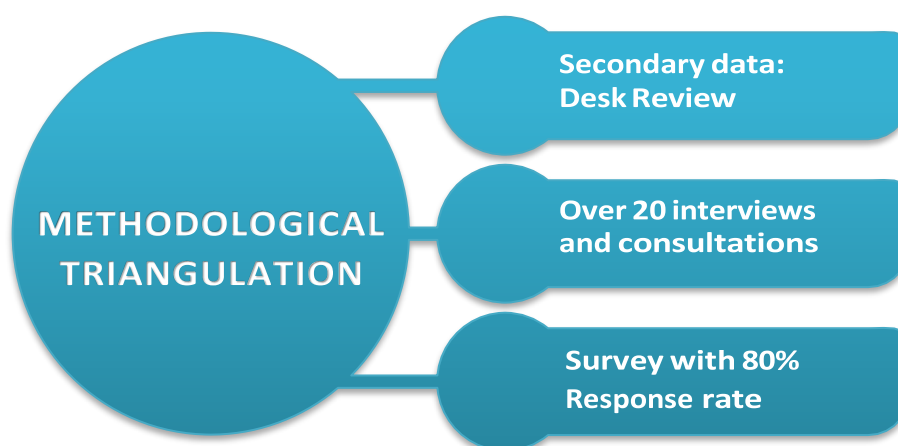 METHODOLOGICAL
TRIANGULATION
Secondary data:
Desk Review
Over 20 interviews
and consultations
Survey with 80%
Response rate